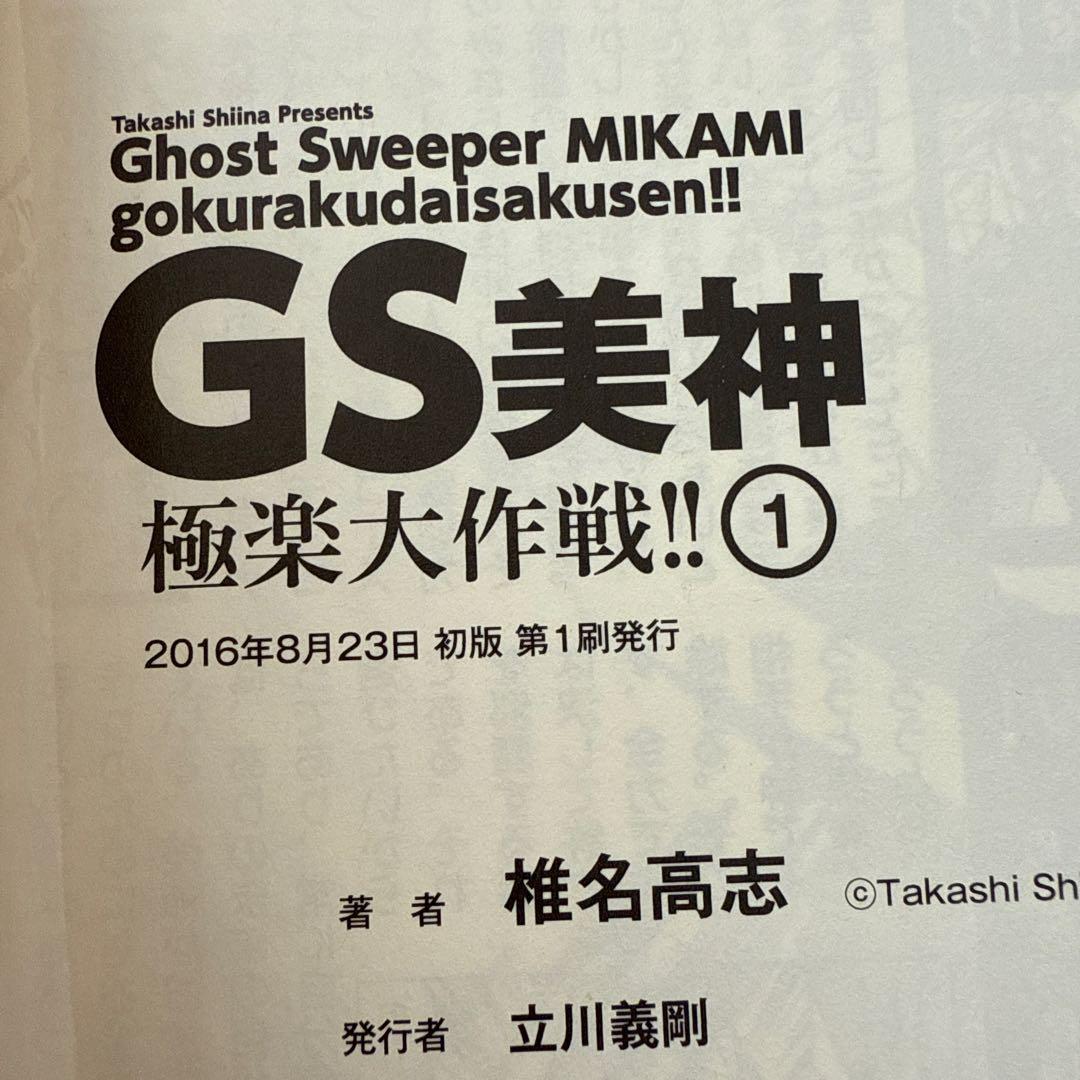 Takashi Shiina Presents
Ghost Sweeper MIKAMI
gokurakudaisakusen!!
GS美神
極楽大作戦!!①
2016年8月23日 初版 第1刷発行
著 者 椎名高志 ©Takashi Sh
発行者 立川義剛